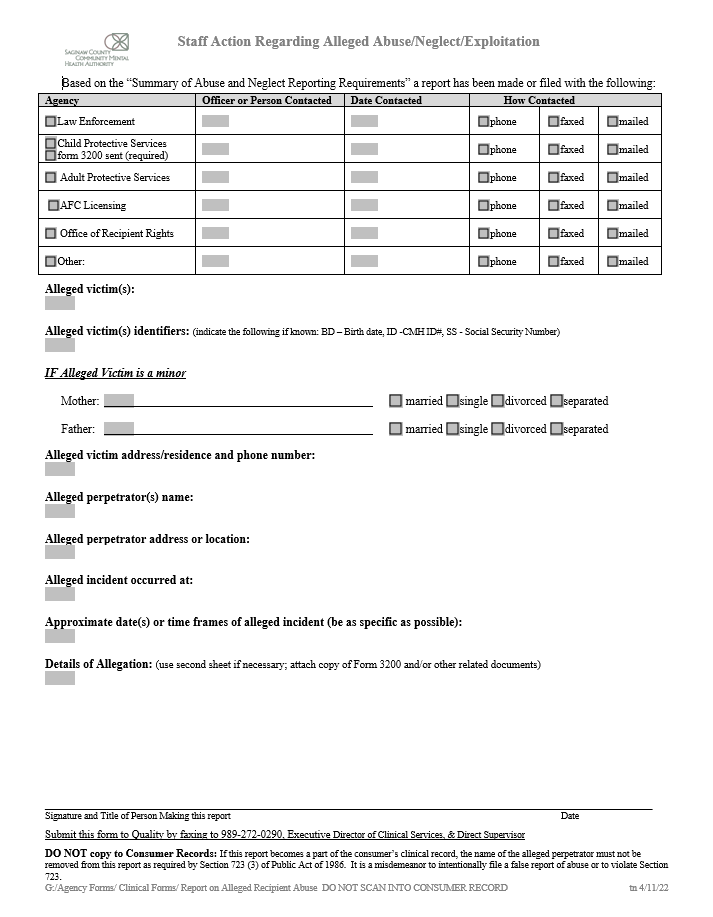 SAGINAW COUNTY
COMMUNITY MENTAL
HEALTH AUTHORITY
Staff Action Regarding Alleged Abuse/Neglect/Exploitation
Based on the “Summary of Abuse and Neglect Reporting Requirements” a report has been made or filed with the following:
Agency Officer or Person Contacted Date Contacted How Contacted
Law Enforcement phone faxed mailed
Child Protective Services
form 3200 sent (required) phone faxed mailed
Adult Protective Services phone faxed mailed
AFC Licensing phone faxed mailed
Office of Recipient Rights phone faxed mailed
Other: phone faxed mailed
Alleged victim(s):
Alleged victim(s) identifiers: (indicate the following if known: BD – Birth date, ID -CMH ID#, SS - Social Security Number)
IF Alleged Victim is a minor
Mother: married single divorced separated
Father: married single divorced separated
Alleged victim address/residence and phone number:
Alleged perpetrator(s) name:
Alleged perpetrator address or location:
Alleged incident occurred at:
Approximate date(s) or time frames of alleged incident (be as specific as possible):
Details of Allegation: (use second sheet if necessary; attach copy of Form 3200 and/or other related documents)
Signature and Title of Person Making this report Date
Submit this form to Quality by faxing to 989-272-0290, Executive Director of Clinical Services, & Direct Supervisor
DO NOT copy to Consumer Records: If this report becomes a part of the consumer’s clinical record, the name of the alleged perpetrator must not be
removed from this report as required by Section 723 (3) of Public Act of 1986. It is a misdemeanor to intentionally file a false report of abuse or to violate Section
723.
G:/Agency Forms/ Clinical Forms/ Report on Alleged Recipient Abuse DO NOT SCAN INTO CONSUMER RECORD tn 4/11/22